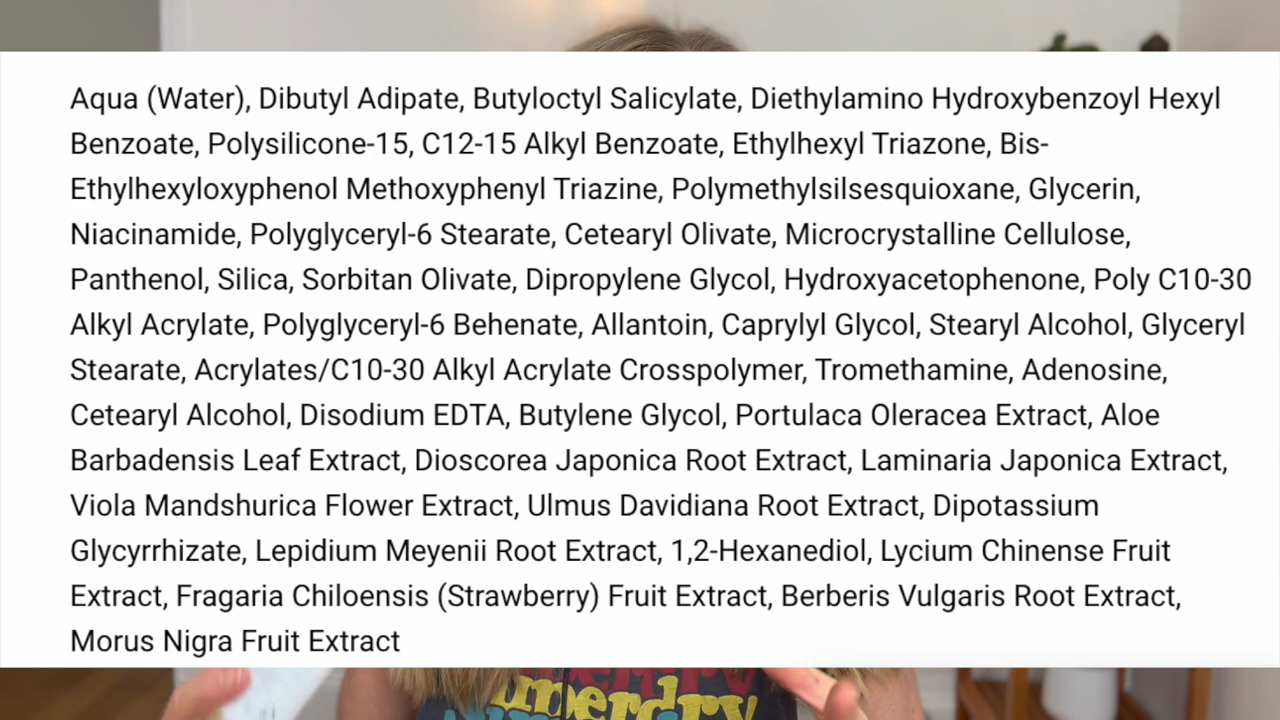 Aqua (Water), Dibutyl Adipate, Butyloctyl Salicylate, Diethylamino Hydroxybenzoyl Hexyl
Benzoate, Polysilicone-15, C12-15 Alkyl Benzoate, Ethylhexyl Triazone, Bis-
Ethylhexyloxyphenol Methoxyphenyl Triazine, Polymethylsilsesquioxane, Glycerin,
Niacinamide, Polyglyceryl-6 Stearate, Cetearyl Olivate, Microcrystalline Cellulose,
Panthenol, Silica, Sorbitan Olivate, Dipropylene Glycol, Hydroxyacetophenone, Poly C10-30
Alkyl Acrylate, Polyglyceryl-6 Behenate, Allantoin, Caprylyl Glycol, Stearyl Alcohol, Glyceryl
Stearate, Acrylates/C10-30 Alkyl Acrylate Crosspolymer, Tromethamine, Adenosine,
Cetearyl Alcohol, Disodium EDTA, Butylene Glycol, Portulaca Oleracea Extract, Aloe
Barbadensis Leaf Extract, Dioscorea Japonica Root Extract, Laminaria Japonica Extract,
Viola Mandshurica Flower Extract, Ulmus Davidiana Root Extract, Dipotassium
Glycyrrhizate, Lepidium Meyenii Root Extract, 1,2-Hexanediol, Lycium Chinense Fruit
Extract, Fragaria Chiloensis (Strawberry) Fruit Extract, Berberis Vulgaris Root Extract,
Morus Nigra Fruit Extract